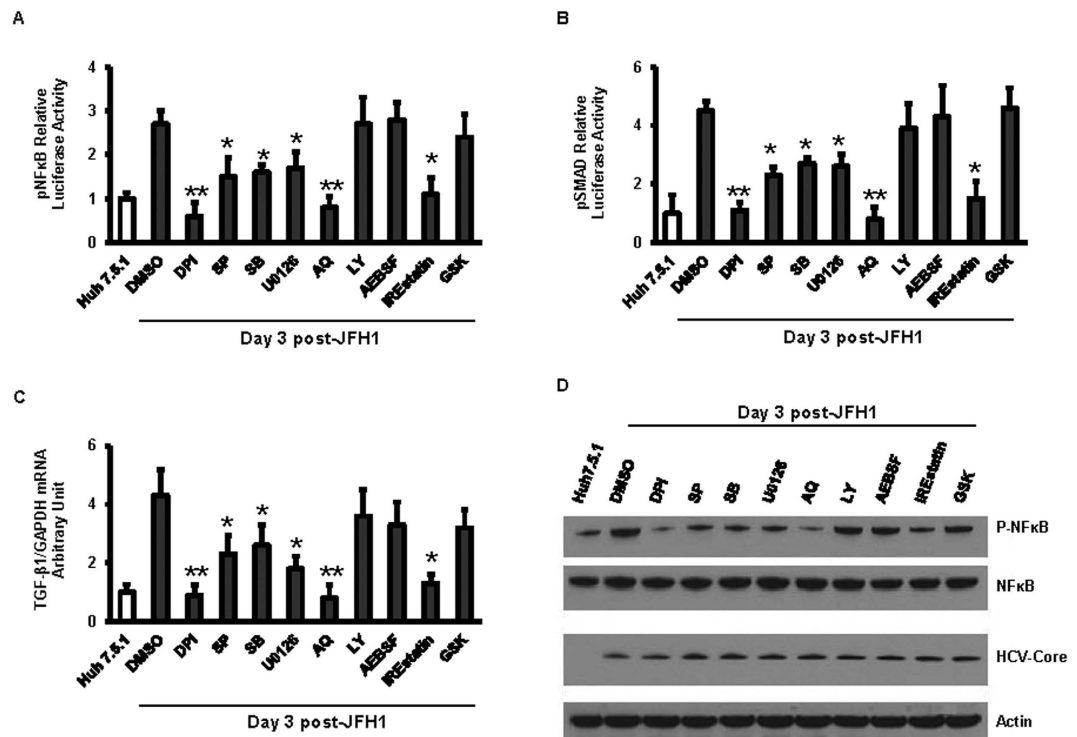 A
pNFκB Relative
Luciferase Activity
4
3
2
1
0
** * * * ** *
Huh 7.5.1 DMSO DPI SP SB U0126 AQ LY AEBSF IREstatin GSK
Day 3 post-JFH1
B
pSMAD Relative
Luciferase Activity
6
4
2
0
** * * * ** *
Huh 7.5.1 DMSO DPI SP SB U0126 AQ LY AEBSF IREstatin GSK
Day 3 post-JFH1
C
TGF-β1/GAPDH mRNA
Arbitrary Unit
6
4
2
0
** * * * ** *
Huh 7.5.1 DMSO DPI SP SB U0126 AQ LY AEBSF IREstatin GSK
Day 3 post-JFH1
D
Day 3 post-JFH1
Huh7.5.1 DMSO DPI SP SB U0126 AQ LY AEBSF IREstatin GSK
P-NFκB
NFκB
HCV-Core
Actin